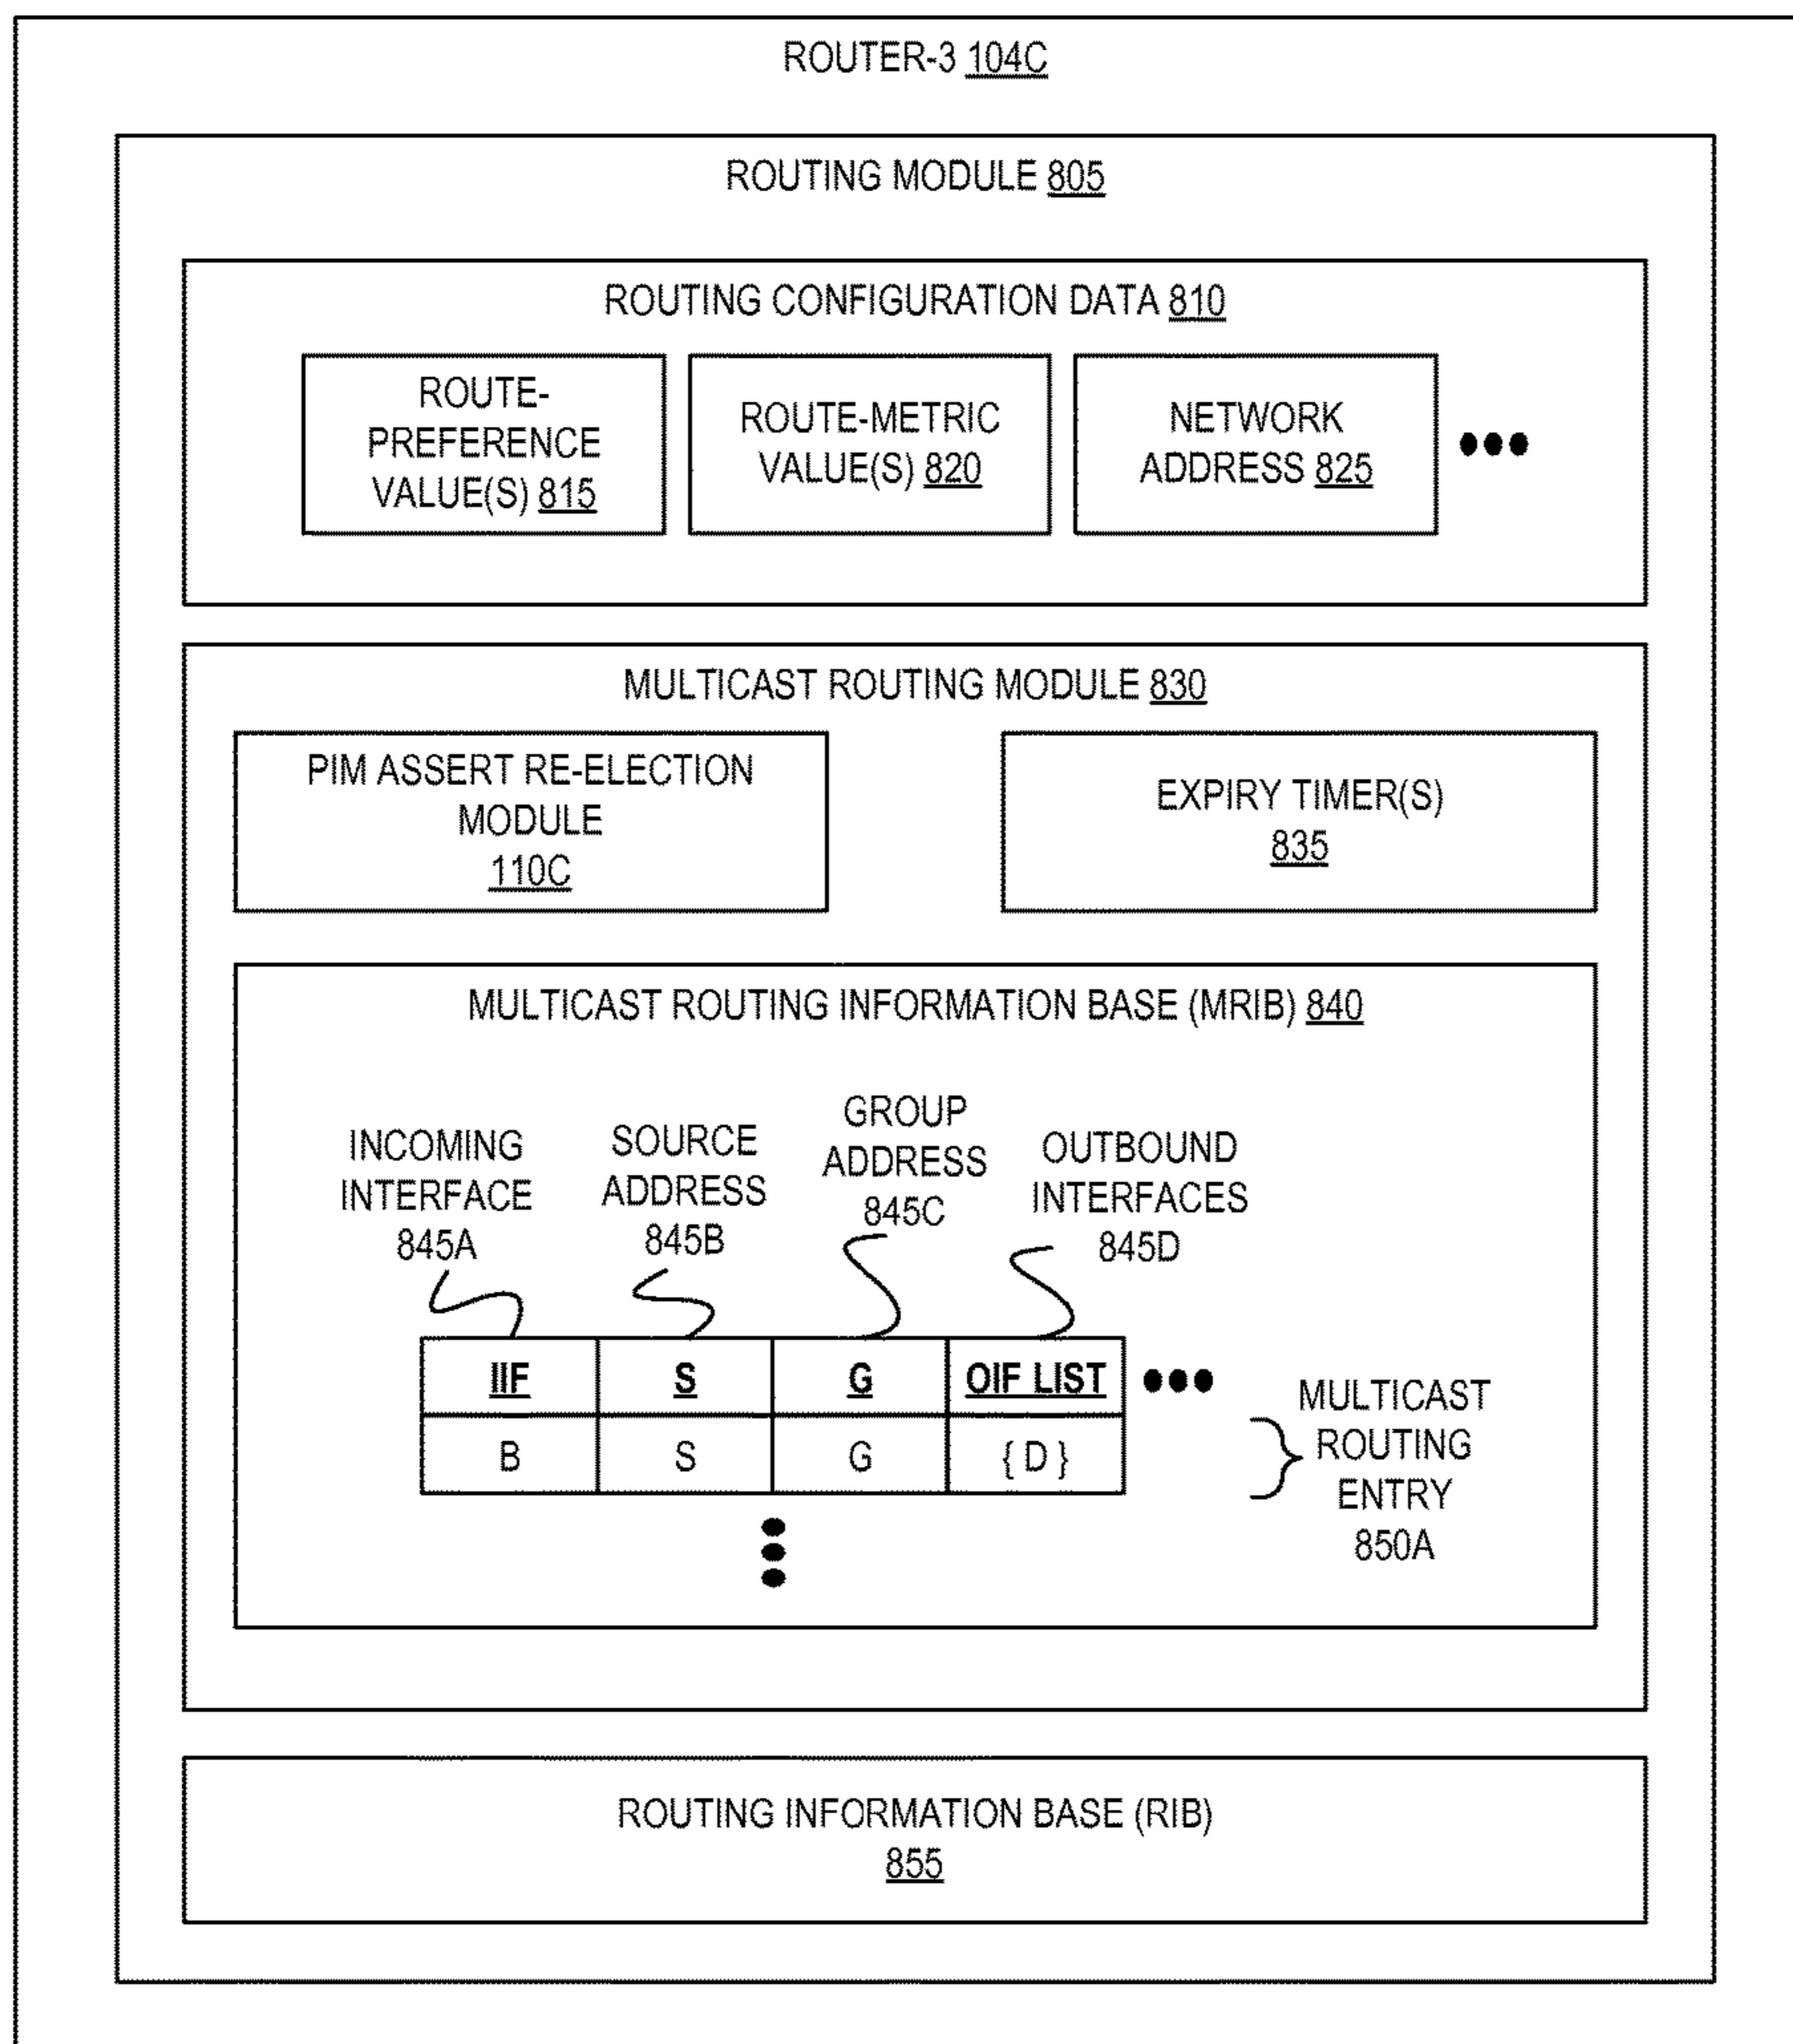 ROUTER-3 104C
ROUTING MODULE 805
ROUTING CONFIGURATION DATA 810
ROUTE-
PREFERENCE
VALUE(S) 815
ROUTE-METRIC
VALUE(S) 820
NETWORK
ADDRESS 825
MULTICAST ROUTING MODULE 830
PIM ASSERT RE-ELECTION
MODULE
110C
EXPIRY TIMER(S)
835
MULTICAST ROUTING INFORMATION BASE (MRIB) 840
INCOMING
INTERFACE
845A
SOURCE
ADDRESS
845B
GROUP
ADDRESS
845C
OUTBOUND
INTERFACES
845D
IIF S G OIF LIST
B S G { D }
MULTICAST
ROUTING
ENTRY
850A
ROUTING INFORMATION BASE (RIB)
855